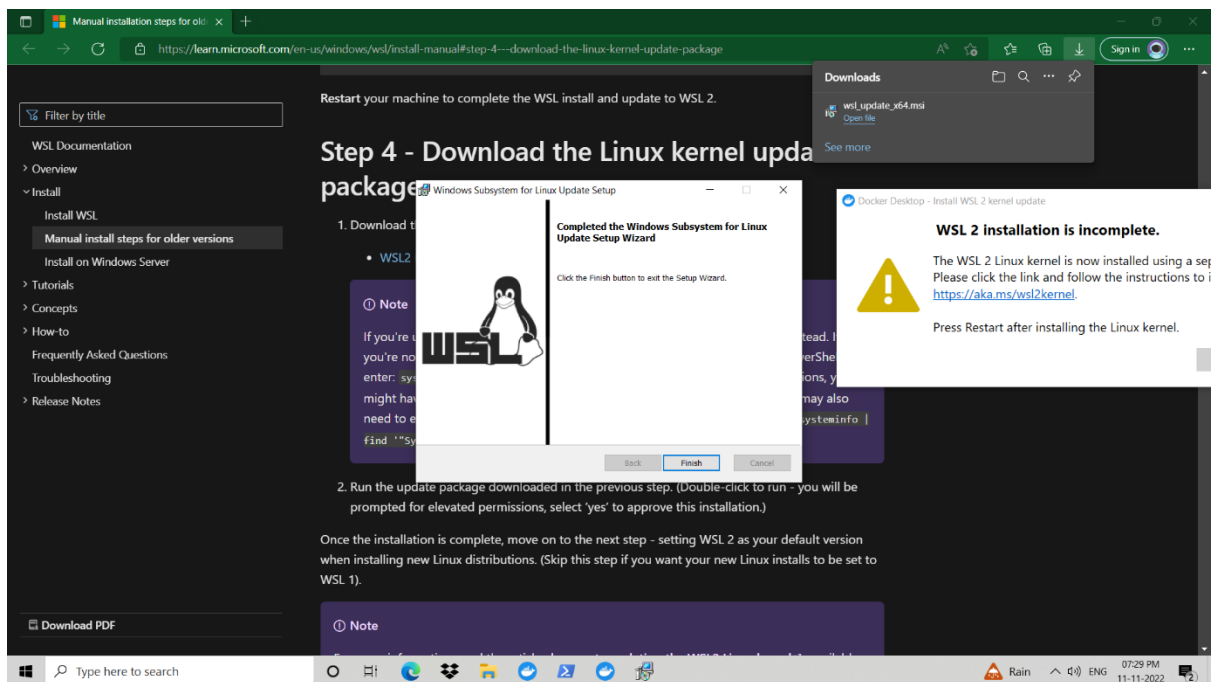 Manual installation steps for old
https://learn.microsoft.com/en-us/windows/wsl/install-manual#step-4---download-the-linux-kernel-update-package
Sign in
Downloads
wsl_update_x64.msi
Open file
See more
Filter by title
WSL Documentation
Overview
Install
Install WSL
Manual install steps for older versions
Install on Windows Server
Tutorials
Concepts
How-to
Frequently Asked Questions
Troubleshooting
Release Notes
Download PDF
Restart your machine to complete the WSL install and update to WSL 2.
Step 4 - Download the Linux kernel upda
package
1. Download t
WSL2
Note
If you're u
tead. I
you're no
erShe
enter: sys
ions, y
might hav
may also
need to e
systeminfo |
find '"Sy
2. Run the update package downloaded in the previous step. (Double-click to run - you will be
prompted for elevated permissions, select 'yes' to approve this installation.)
Once the installation is complete, move on to the next step - setting WSL 2 as your default version
when installing new Linux distributions. (Skip this step if you want your new Linux installs to be set to
WSL 1).
Note
Windows Subsystem for Linux Update Setup
Completed the Windows Subsystem for Linux
Update Setup Wizard
Click the Finish button to exit the Setup Wizard.
WSL
Back Finish Cancel
Docker Desktop - Install WSL 2 kernel update
WSL 2 installation is incomplete.
The WSL 2 Linux kernel is now installed using a sep
Please click the link and follow the instructions to i
https://aka.ms/wsl2kernel.
Press Restart after installing the Linux kernel.
Type here to search
Rain
ENG
07:29 PM
11-11-2022
2